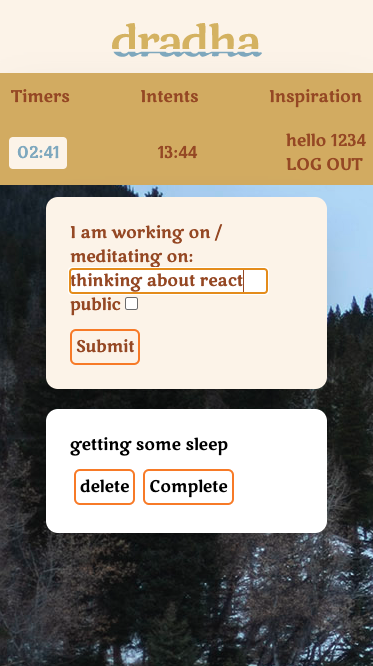 dradha
Timers Intents Inspiration
02:41 13:44 hello 1234
LOG OUT
I am working on /
meditating on:
thinking about react
public
Submit
getting some sleep
delete Complete